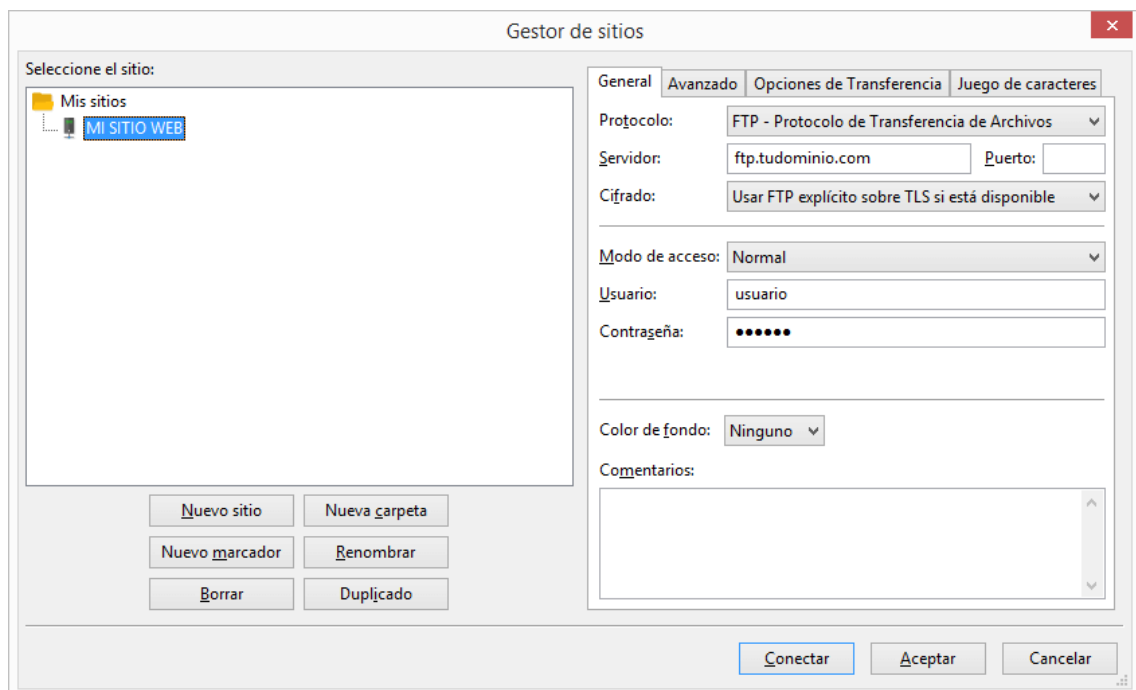 Gestor de sitios
Seleccione el sitio:
Mis sitios
MI SITIO WEB
Nuevo sitio Nueva carpeta
Nuevo marcador Renombrar
Borrar Duplicado
General Avanzado Opciones de Transferencia Juego de caracteres
Protocolo: FTP - Protocolo de Transferencia de Archivos
Servidor: ftp.tudominio.com Puerto:
Cifrado: Usar FTP explícito sobre TLS si está disponible
Modo de acceso: Normal
Usuario: usuario
Contraseña: ●●●●●●
Color de fondo: Ninguno
Comentarios:
Conectar Aceptar Cancelar